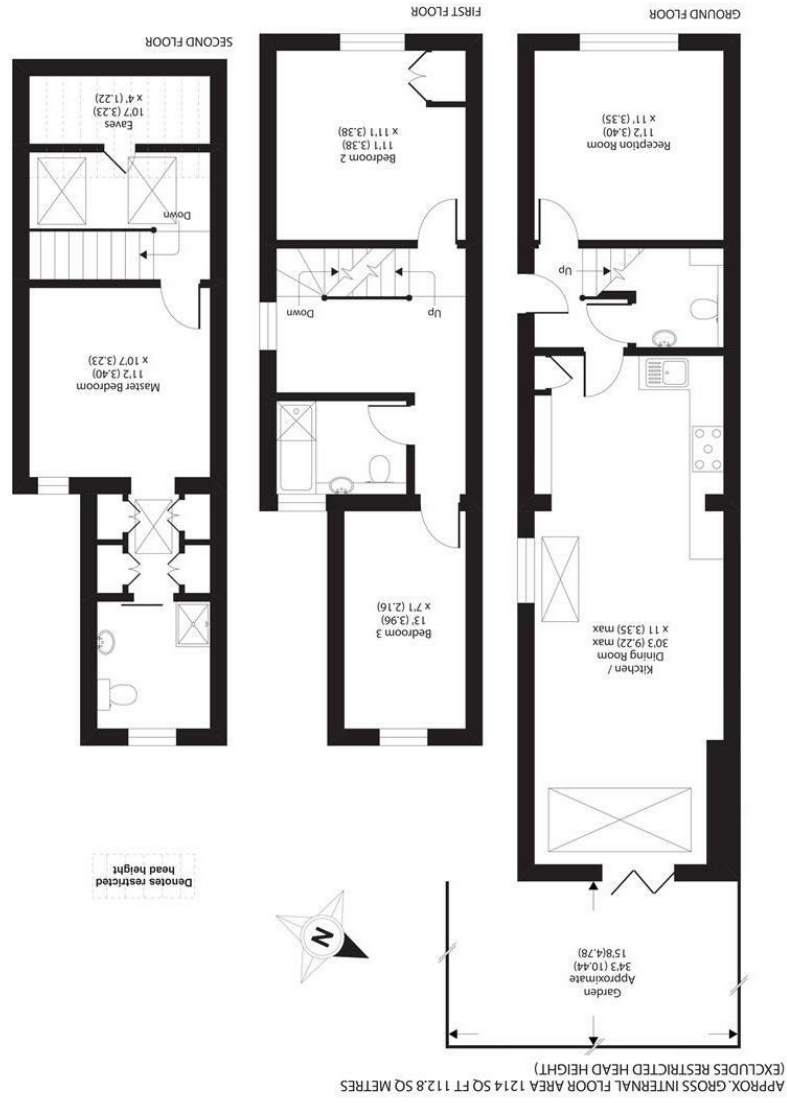 APPROX. GROSS INTERNAL FLOOR AREA 1214 SQ FT 112.8 SQ METRES
(EXCLUDES RESTRICTED HEAD HEIGHT)
Garden
Approximate
34'3 (10.44)
15'8(4.78)
N
Denotes restricted
head height
Kitchen /
Dining Room
30'3 (9.22) max
x 11 (3.35) max
Up
Reception Room
11'2 (3.40)
x 11' (3.35)
GROUND FLOOR
Bedroom 3
13' (3.96)
x 7'1 (2.16)
Up
Down
Bedroom 2
11'1 (3.38)
x 11'1 (3.38)
FIRST FLOOR
Master Bedroom
11'2 (3.40)
x 10'7 (3.23)
Down
Eaves
10'7 (3.23)
x 4' (1.22)
SECOND FLOOR